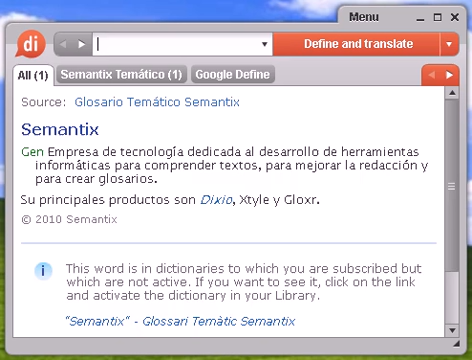 Menu
di
Define and translate
All (1)
Semantix Temático (1)
Google Define
Source: Glosario Temático Semantix
Semantix
Gen Empresa de tecnología dedicada al desarrollo de herramientas
informáticas para comprender textos, para mejorar la redacción y
para crear glosarios.
Su principales producto son Dixio, Xtyle y Gloxr.
© 2010 Semantix
i
This word is in dictionaries to which you are subscribed but
which are not active. If you want to see it, click on the link
and activate the dictionary in your Library.
"Semantix" - Glossari Temàtic Semantix